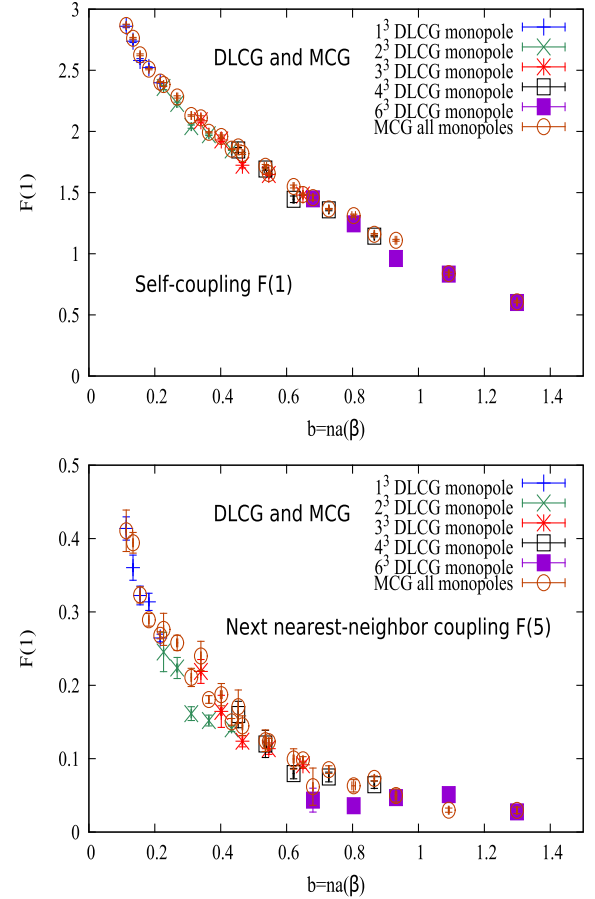 3
2.5
2
1.5
1
0.5
0
F(1)
DLCG and MCG
1³ DLCG monopole
2³ DLCG monopole
3³ DLCG monopole
4³ DLCG monopole
6³ DLCG monopole
MCG all monopoles
Self-coupling F(1)
0 0.2 0.4 0.6 0.8 1 1.2 1.4
b=na(β)
0.5
0.4
0.3
0.2
0.1
0
F(1)
DLCG and MCG
1³ DLCG monopole
2³ DLCG monopole
3³ DLCG monopole
4³ DLCG monopole
6³ DLCG monopole
MCG all monopoles
Next nearest-neighbor coupling F(5)
0 0.2 0.4 0.6 0.8 1 1.2 1.4
b=na(β)